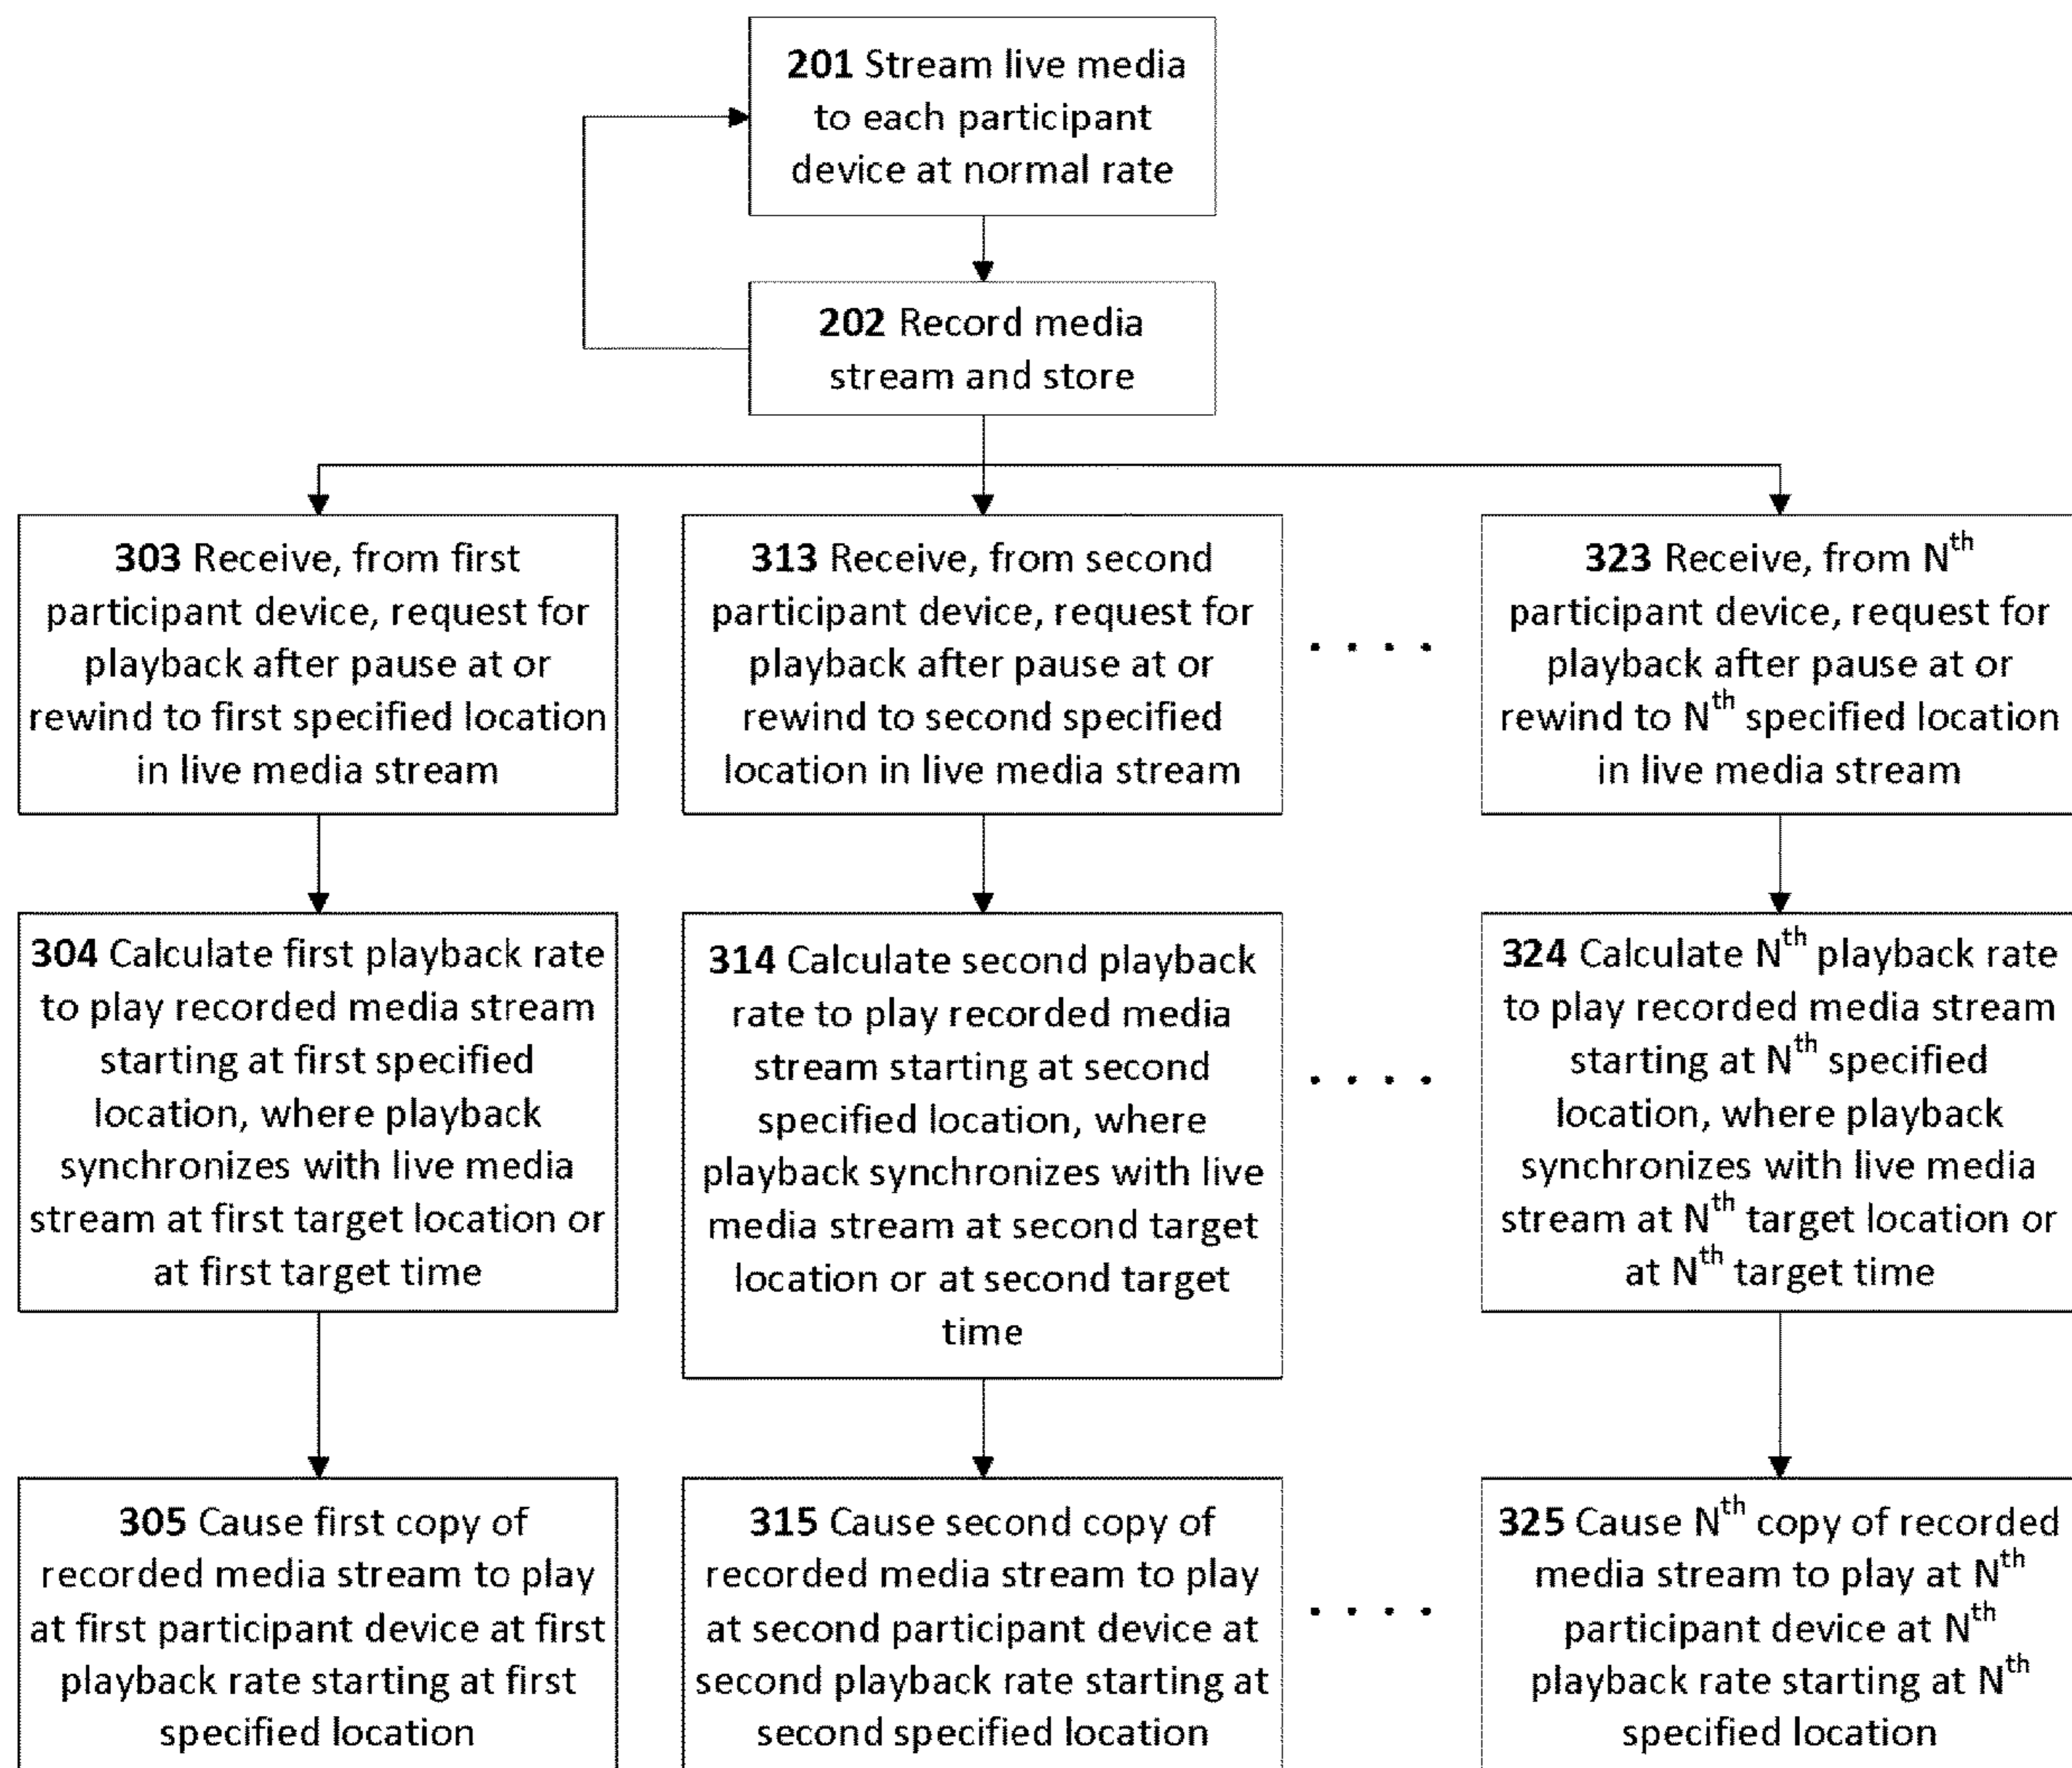 201 Stream live media
to each participant
device at normal rate
202 Record media
stream and store
303 Receive, from first
participant device, request for
playback after pause at or
rewind to first specified location
in live media stream
313 Receive, from second
participant device, request for
playback after pause at or
rewind to second specified
location in live media stream
. . . .
323 Receive, from Nth
participant device, request for
playback after pause at or
rewind to Nth specified location
in live media stream
304 Calculate first playback rate
to play recorded media stream
starting at first specified
location, where playback
synchronizes with live media
stream at first target location or
at first target time
314 Calculate second playback
rate to play recorded media
stream starting at second
specified location, where
playback synchronizes with live
media stream at second target
location or at second target
time
. . . .
324 Calculate Nth playback rate
to play recorded media stream
starting at Nth specified
location, where playback
synchronizes with live media
stream at Nth target location or
at Nth target time
305 Cause first copy of
recorded media stream to play
at first participant device at first
playback rate starting at first
specified location
315 Cause second copy of
recorded media stream to play
at second participant device at
second playback rate starting at
second specified location
. . . .
325 Cause Nth copy of recorded
media stream to play at Nth
participant device at Nth
playback rate starting at Nth
specified location